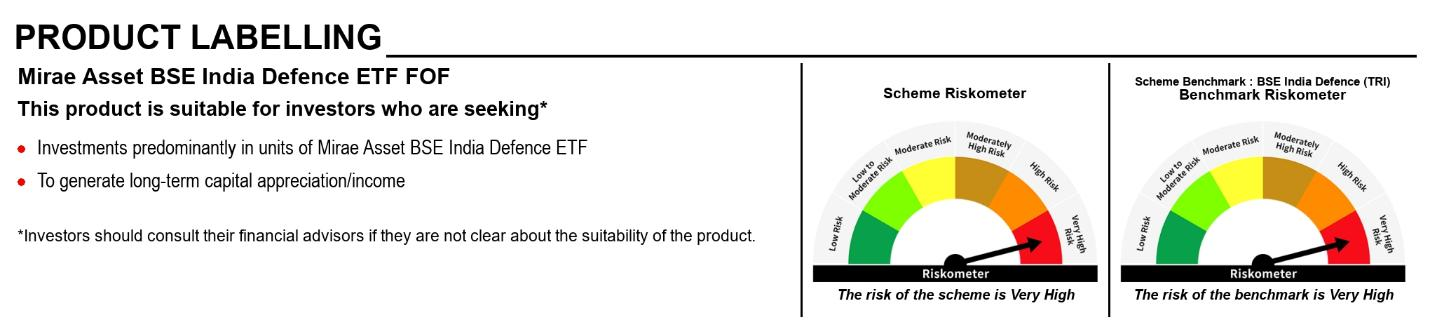 PRODUCT LABELLING
Mirae Asset BSE India Defence ETF FOF
This product is suitable for investors who are seeking*
Investments predominantly in units of Mirae Asset BSE India Defence ETF
To generate long-term capital appreciation/income
*Investors should consult their financial advisors if they are not clear about the suitability of the product.
Scheme Riskometer
Low Risk
Low to
Moderate Risk
Moderate Risk
Moderately
High Risk
High Risk
Very High
Risk
Riskometer
The risk of the scheme is Very High
Scheme Benchmark : BSE India Defence (TRI)
Benchmark Riskometer
Low Risk
Low to
Moderate Risk
Moderate Risk
Moderately
High Risk
High Risk
Very High
Risk
Riskometer
The risk of the benchmark is Very High